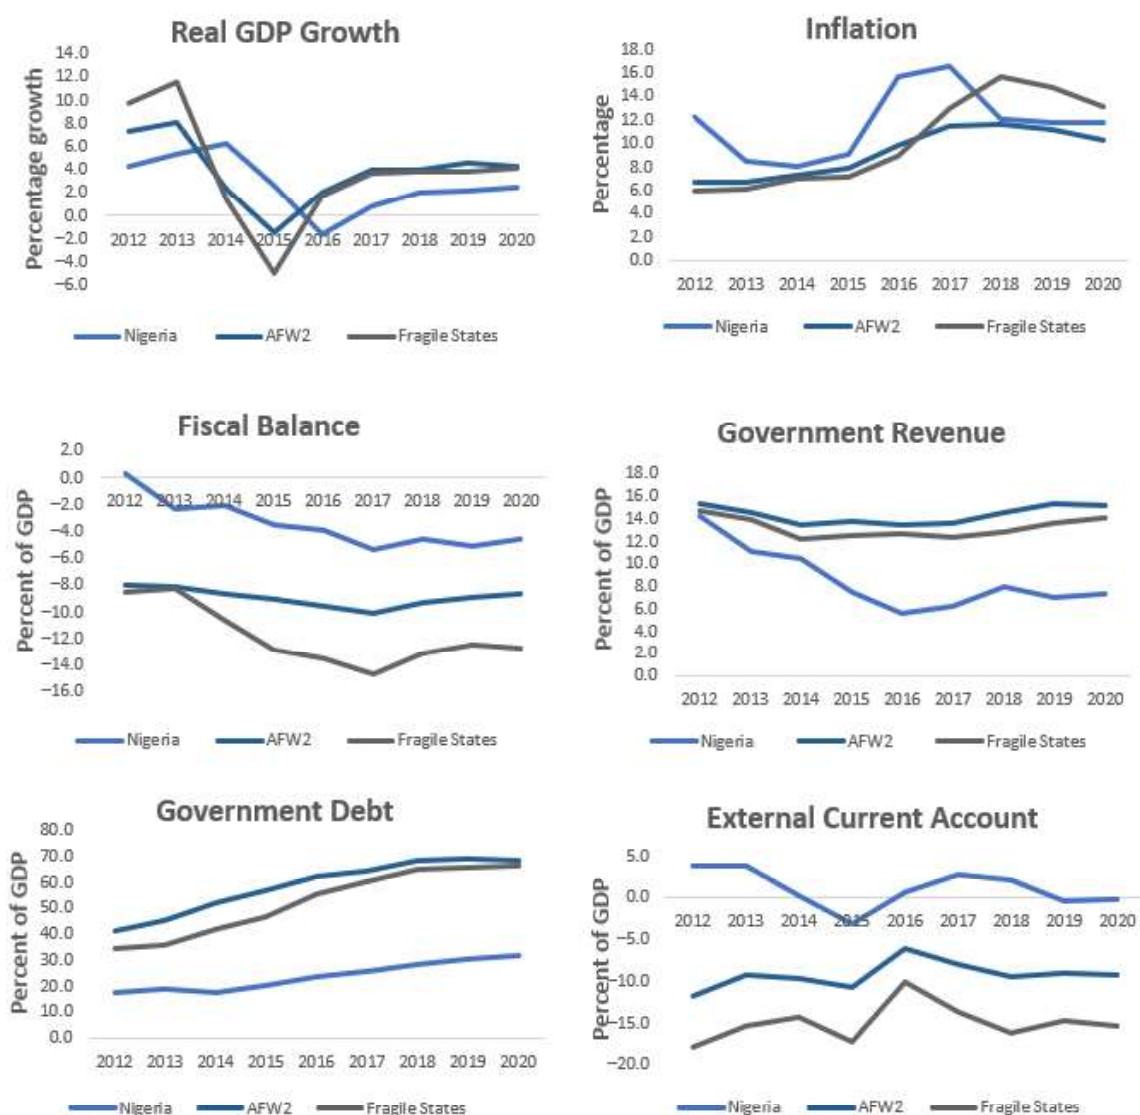 Real GDP Growth
Percentage growth
14.0
12.0
10.0
8.0
6.0
4.0
2.0
0.0
−2.0
−4.0
−6.0
2012 2013 2014 2015 2016 2017 2018 2019 2020
Nigeria AFW2 Fragile States
Inflation
Percentage
18.0
16.0
14.0
12.0
10.0
8.0
6.0
4.0
2.0
0.0
2012 2013 2014 2015 2016 2017 2018 2019 2020
Nigeria AFW2 Fragile States
Fiscal Balance
Percent of GDP
2.0
0.0
−2.0
−4.0
−6.0
−8.0
−10.0
−12.0
−14.0
−16.0
2012 2013 2014 2015 2016 2017 2018 2019 2020
Nigeria AFW2 Fragile States
Government Revenue
Percent of GDP
18.0
16.0
14.0
12.0
10.0
8.0
6.0
4.0
2.0
0.0
2012 2013 2014 2015 2016 2017 2018 2019 2020
Nigeria AFW2 Fragile States
Government Debt
Percent of GDP
80.0
70.0
60.0
50.0
40.0
30.0
20.0
10.0
0.0
2012 2013 2014 2015 2016 2017 2018 2019 2020
Nigeria AFW2 Fragile States
External Current Account
Percent of GDP
5.0
0.0
−5.0
−10.0
−15.0
−20.0
2012 2013 2014 2015 2016 2017 2018 2019 2020
Nigeria AFW2 Fragile States